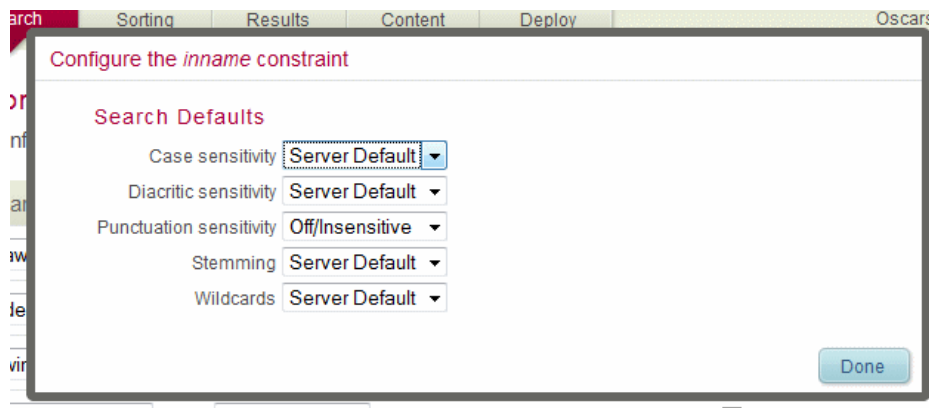 Sorting Results Content Deploy Oscars
Configure the inname constraint
Search Defaults
Case sensitivity Server Default
Diacritic sensitivity Server Default
Punctuation sensitivity Off/Insensitive
Stemming Server Default
Wildcards Server Default
Done